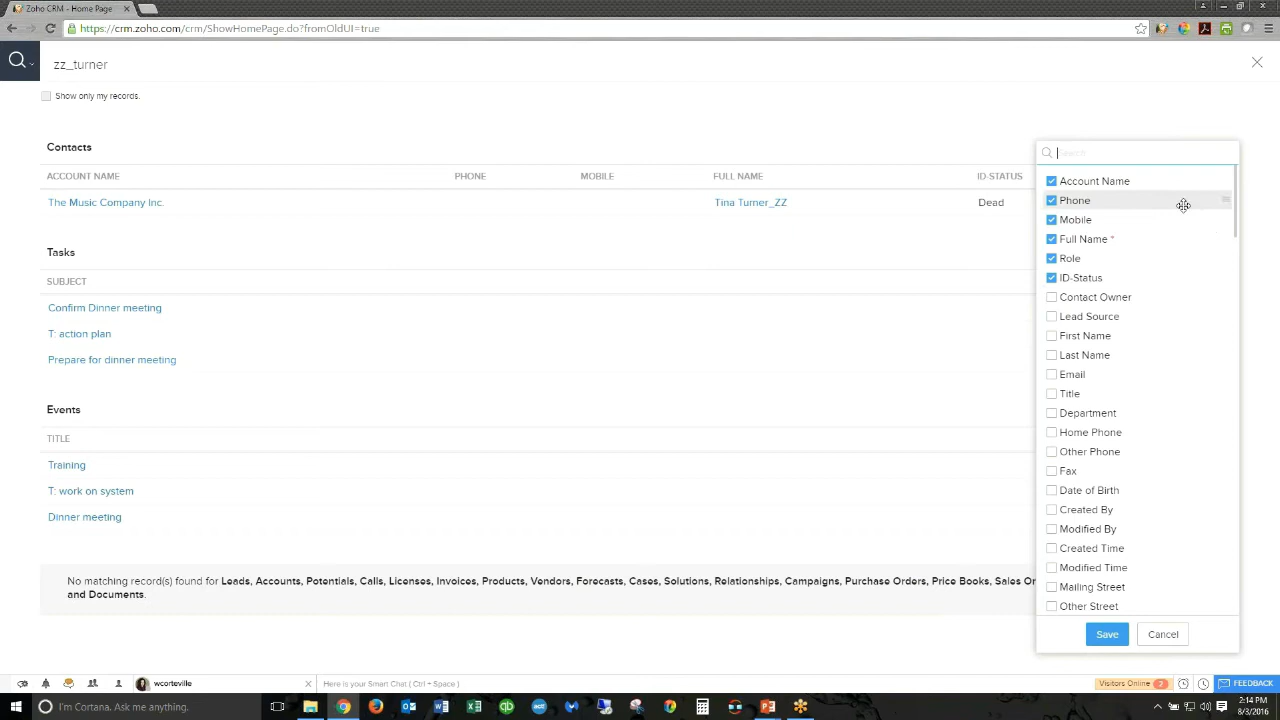 Zoho CRM - Home Page
https://crm.zoho.com/crm/ShowHomePage.do?fromOldUI=true
zz_turner
Show only my records.
Contacts
ACCOUNT NAME PHONE MOBILE FULL NAME ID-STATUS
The Music Company Inc. Tina Turner_ZZ Dead
Tasks
SUBJECT
Confirm Dinner meeting
T: action plan
Prepare for dinner meeting
Events
TITLE
Training
T: work on system
Dinner meeting
No matching record(s) found for Leads, Accounts, Potentials, Calls, Licenses, Invoices, Products, Vendors, Forecasts, Cases, Solutions, Relationships, Campaigns, Purchase Orders, Price Books, Sales Or
and Documents.
Search
Account Name
Phone
Mobile
Full Name *
Role
ID-Status
Contact Owner
Lead Source
First Name
Last Name
Email
Title
Department
Home Phone
Other Phone
Fax
Date of Birth
Created By
Modified By
Created Time
Modified Time
Mailing Street
Other Street
Save Cancel
wcorteville
Here is your Smart Chat ( Ctrl + Space )
Visitors Online 2
FEEDBACK
I'm Cortana. Ask me anything.
2:14 PM
8/3/2016